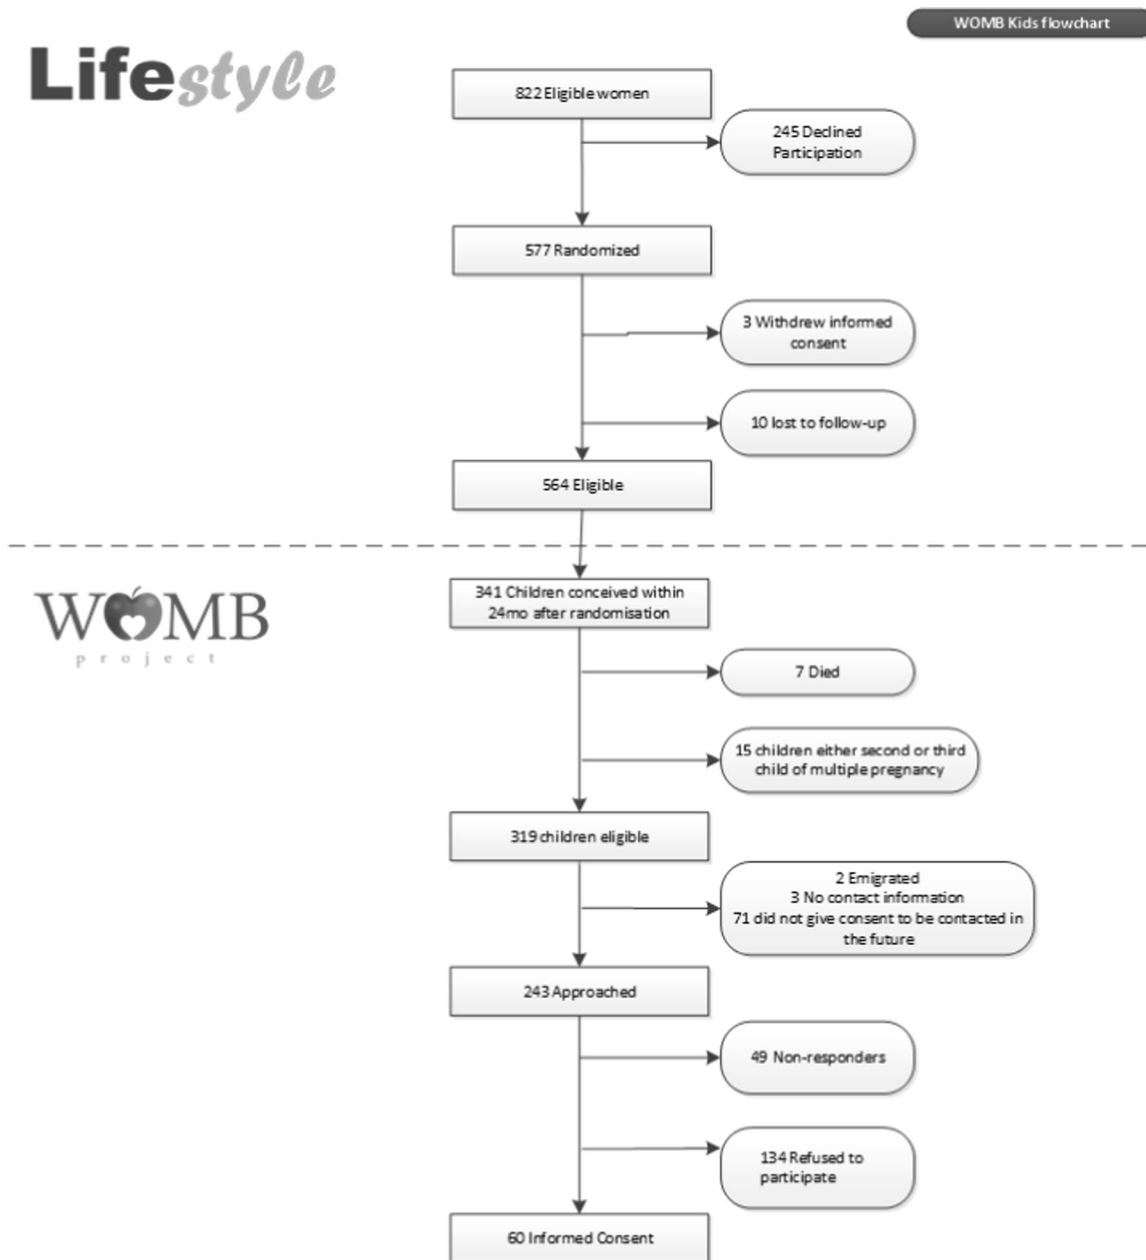 WOMB Kids flowchart
Lifestyle
822 Eligible women
245 Declined
Participation
577 Randomized
3 Withdrew informed
consent
10 lost to follow-up
564 Eligible
WOMB
project
341 Children conceived within
24mo after randomisation
7 Died
15 children either second or third
child of multiple pregnancy
319 children eligible
2 Emigrated
3 No contact information
71 did not give consent to be contacted in
the future
243 Approached
49 Non-responders
134 Refused to
participate
60 Informed Consent